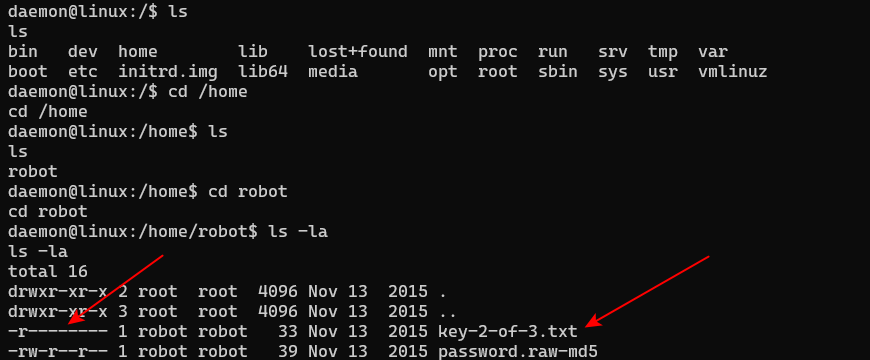 daemon@linux:/$ ls
ls
bin   dev  home        lib    lost+found  mnt  proc  run   srv  tmp  var
boot  etc  initrd.img  lib64  media       opt  root  sbin  sys  usr  vmlinuz
daemon@linux:/$ cd /home
cd /home
daemon@linux:/home$ ls
ls
robot
daemon@linux:/home$ cd robot
cd robot
daemon@linux:/home/robot$ ls -la
ls -la
total 16
drwxr-xr-x 2 root  root  4096 Nov 13  2015 .
drwxr-xr-x 3 root  root  4096 Nov 13  2015 ..
-r-------- 1 robot robot   33 Nov 13  2015 key-2-of-3.txt
-rw-r--r-- 1 robot robot   39 Nov 13  2015 password.raw-md5